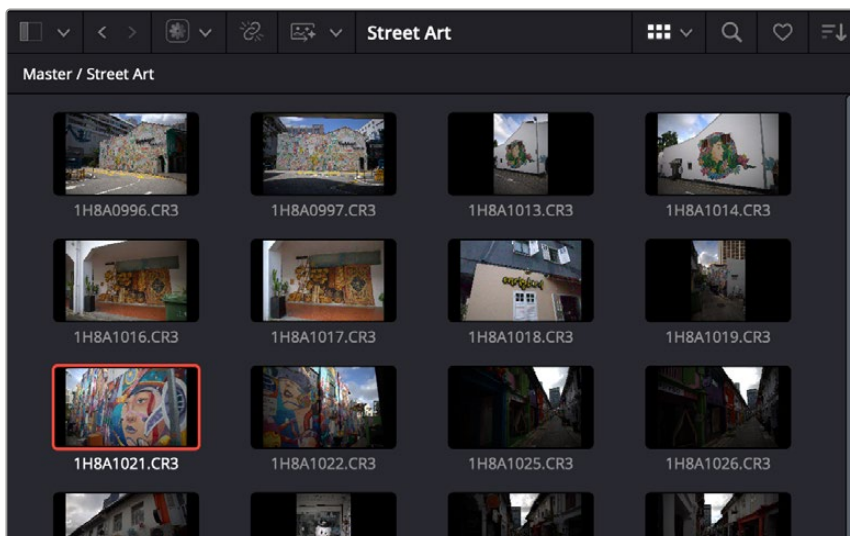 Street Art
Master / Street Art
1H8A0996.CR3
1H8A0997.CR3
1H8A1013.CR3
1H8A1014.CR3
1H8A1016.CR3
1H8A1017.CR3
1H8A1018.CR3
1H8A1019.CR3
1H8A1021.CR3
1H8A1022.CR3
1H8A1025.CR3
1H8A1026.CR3